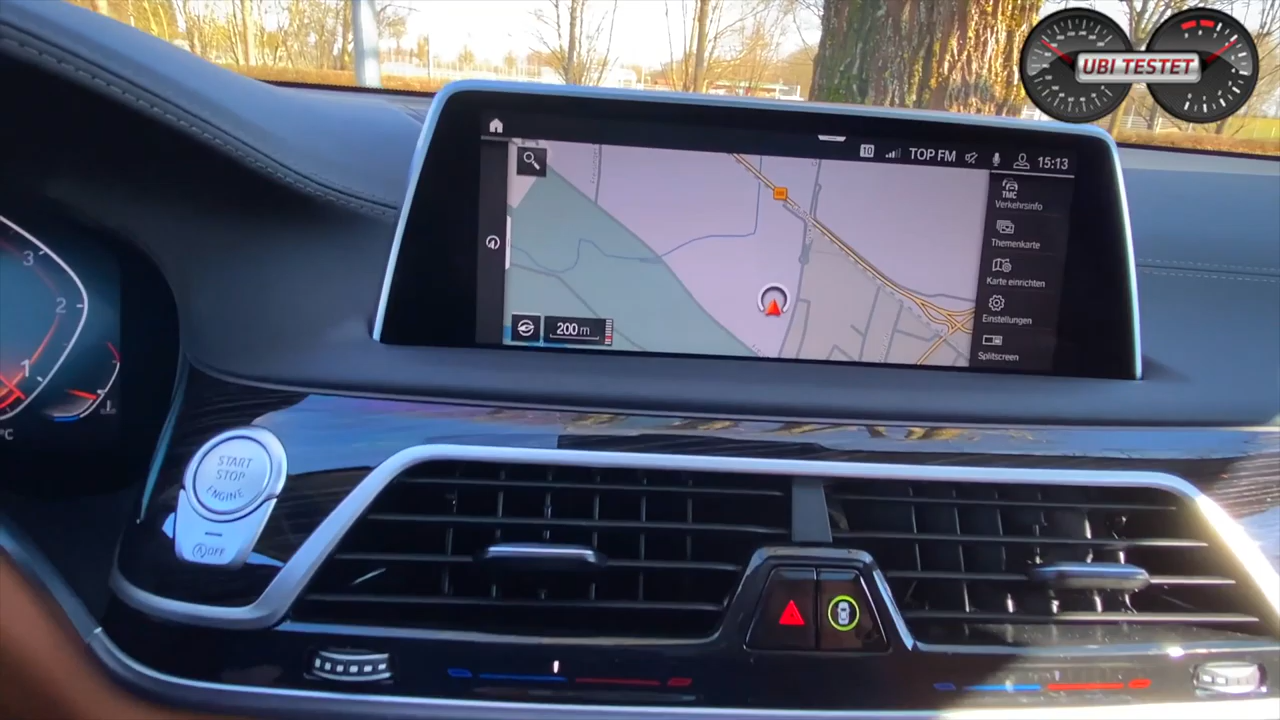 UBI TESTET
10 TOP FM 15:13
TMC
Verkehrsinfo
Themenkarte
Karte einrichten
Einstellungen
Splitscreen
200 m
3
2
1
°C
START
STOP
ENGINE
A OFF